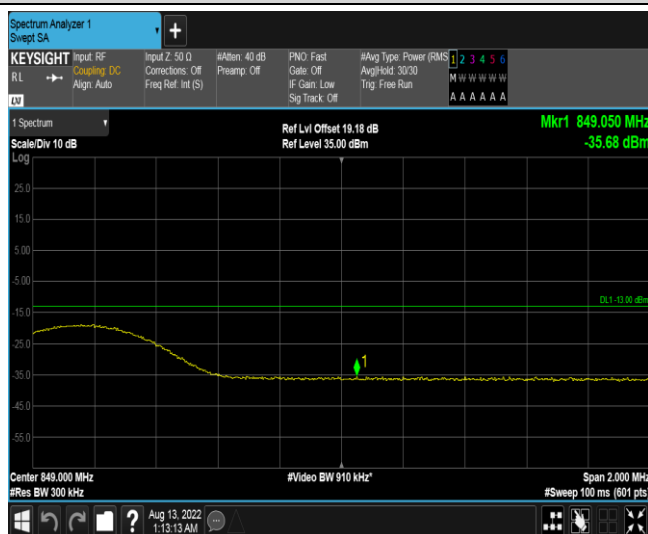 Spectrum Analyzer 1
Swept SA
+
KEYSIGHT Input: RF Input Z: 50 Ω #Atten: 40 dB PNO: Fast #Avg Type: Power (RMS 1 2 3 4 5 6
RL Coupling: DC Corrections: Off Preamp: Off Gate: Off Avg|Hold: 30/30 M W W W W W
Align: Auto Freq Ref: Int (S) IF Gain: Low Trig: Free Run
Sig Track: Off A A A A A A
LXI
1 Spectrum Ref Lvl Offset 19.18 dB Mkr1 849.050 MHz
Scale/Div 10 dB Ref Level 35.00 dBm -35.68 dBm
Log
25.0
15.0
5.00
-5.00
DL1 -13.00 dBm
-15.0
-25.0
1
-35.0
-45.0
-55.0
Center 849.000 MHz #Video BW 910 kHz* Span 2.000 MHz
#Res BW 300 kHz #Sweep 100 ms (601 pts)
? Aug 13, 2022
1:13:13 AM